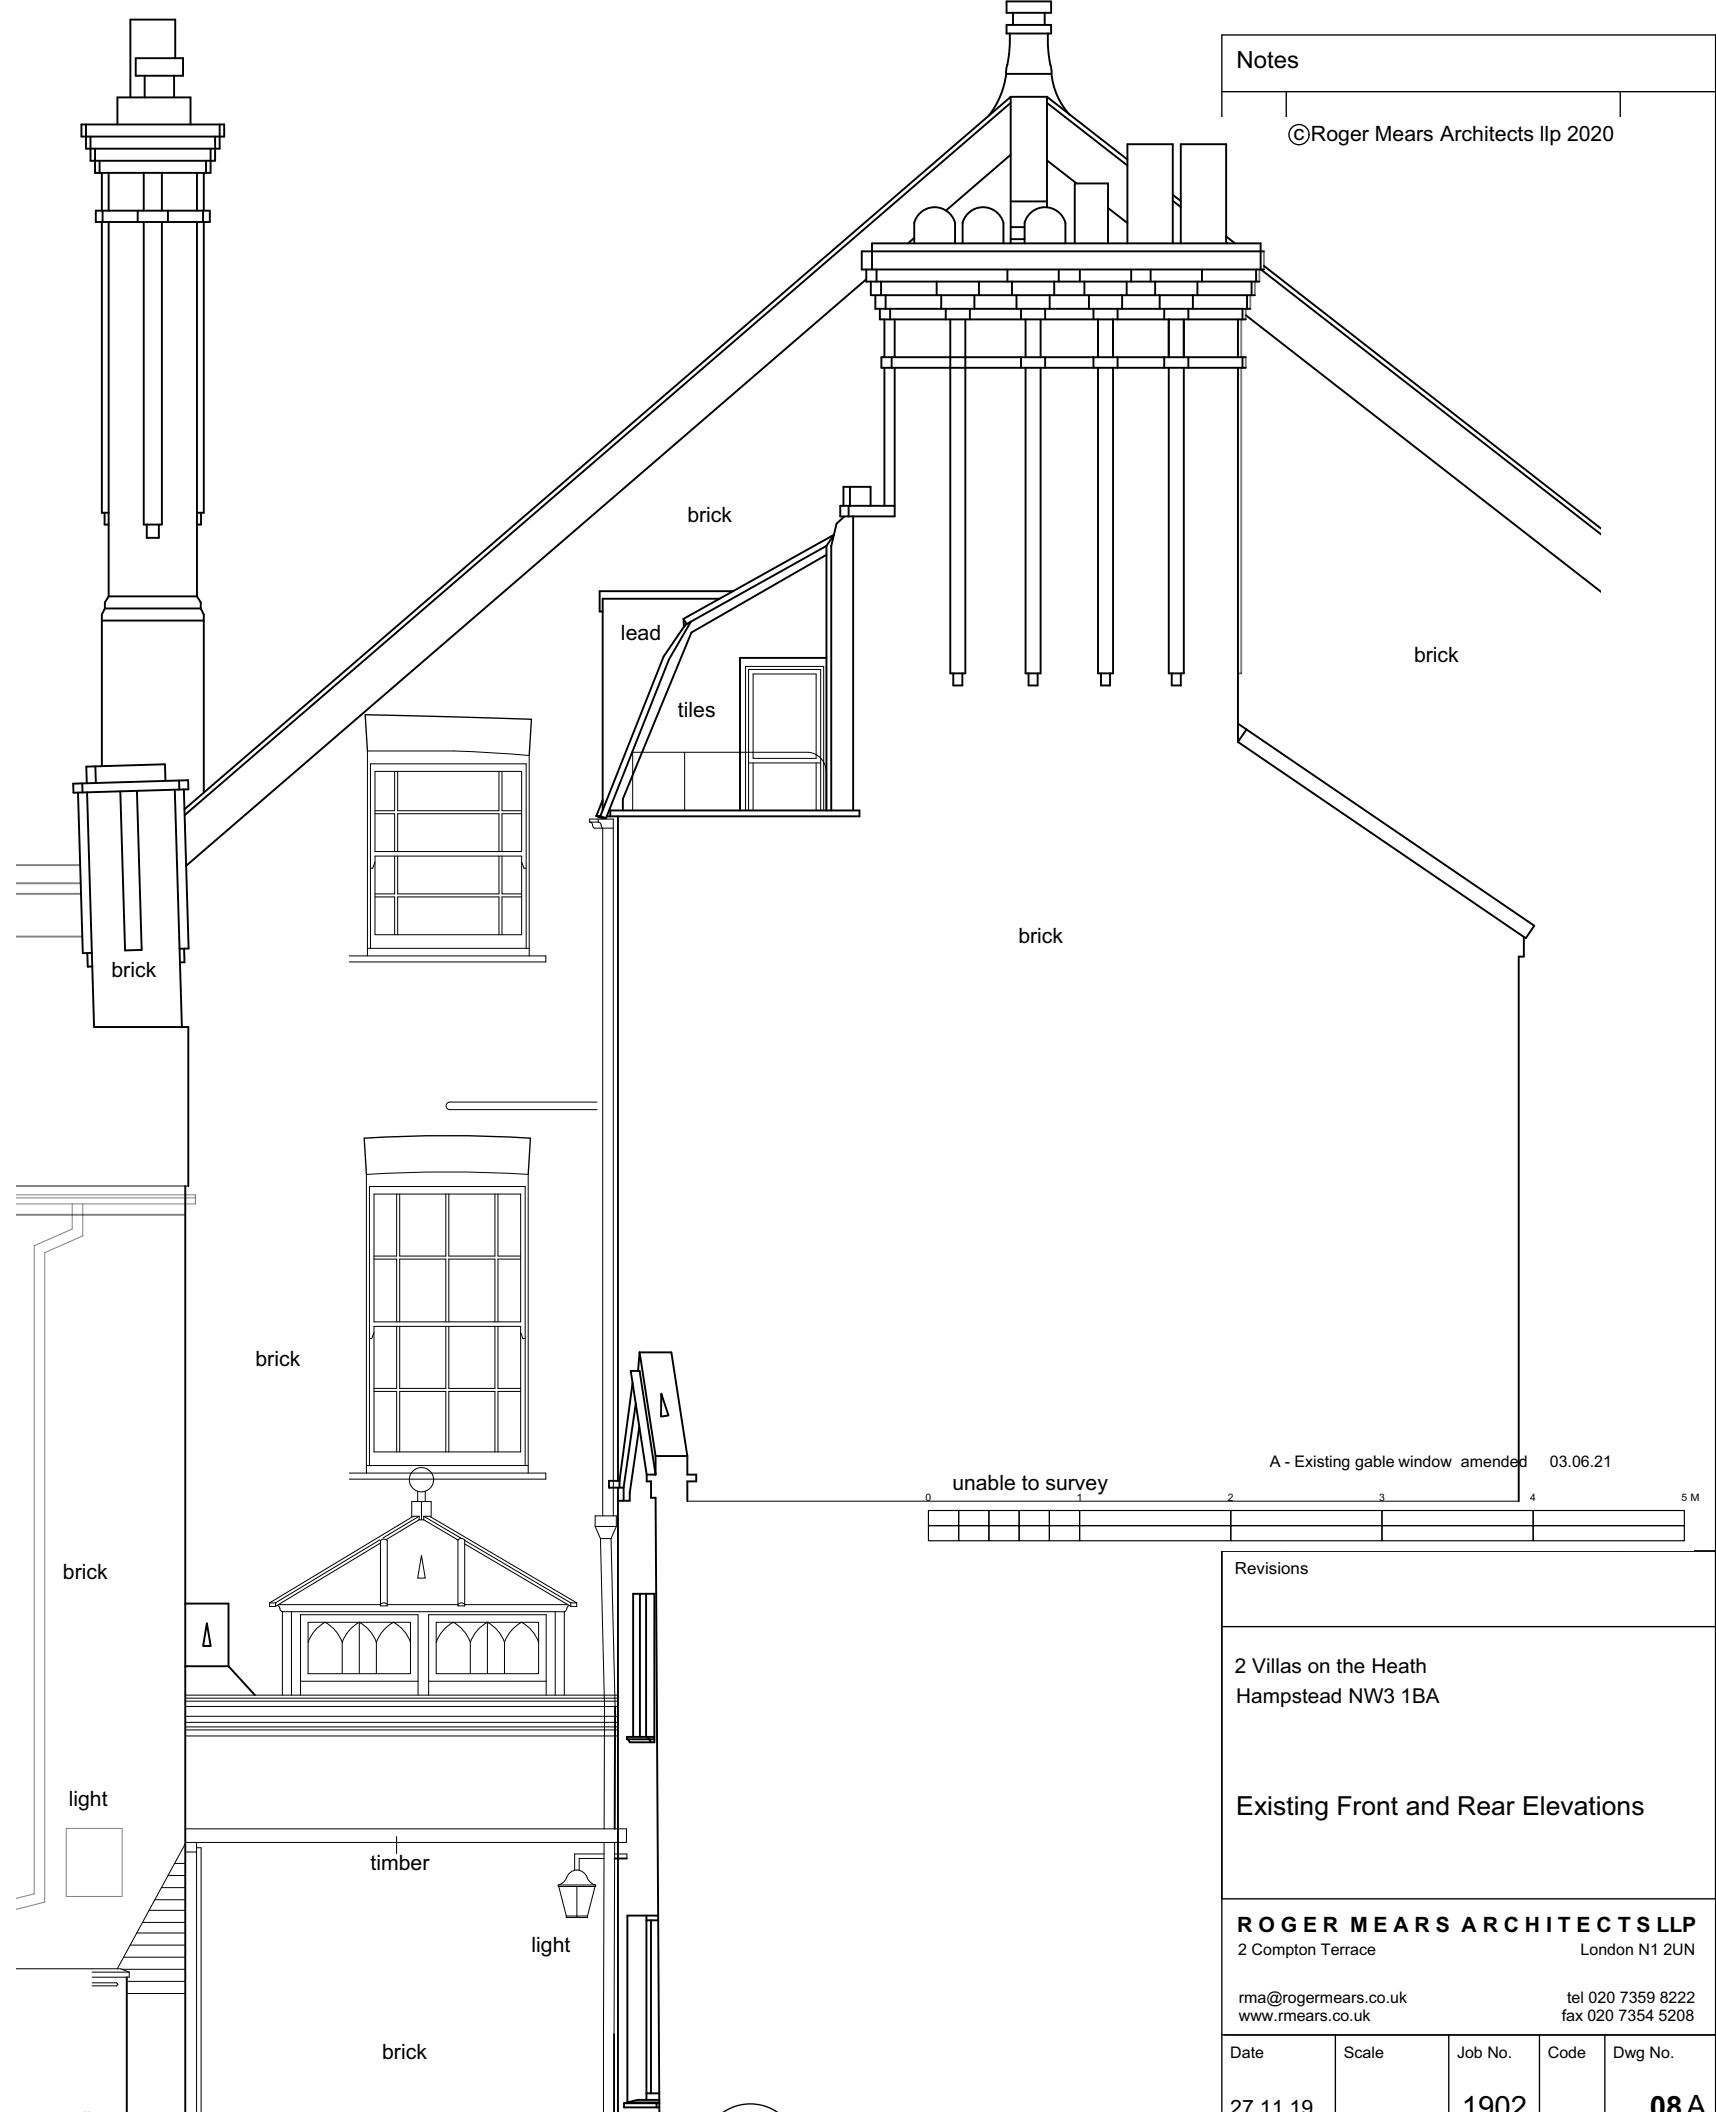 Notes
©Roger Mears Architects llp 2020
brick
lead
brick
tiles
brick
brick
brick
A - Existing gable window amended 03.06.21
unable to survey
0 1 2 3 4 5 M
brick
Revisions
2 Villas on the Heath
Hampstead NW3 1BA
light
Existing Front and Rear Elevations
timber
light
ROGER MEARS ARCHITECTS LLP
2 Compton Terrace London N1 2UN
rma@rogermears.co.uk tel 020 7359 8222
www.rmears.co.uk fax 020 7354 5208
brick
Date Scale Job No. Code Dwg No.
27.11.19 1902 08 A